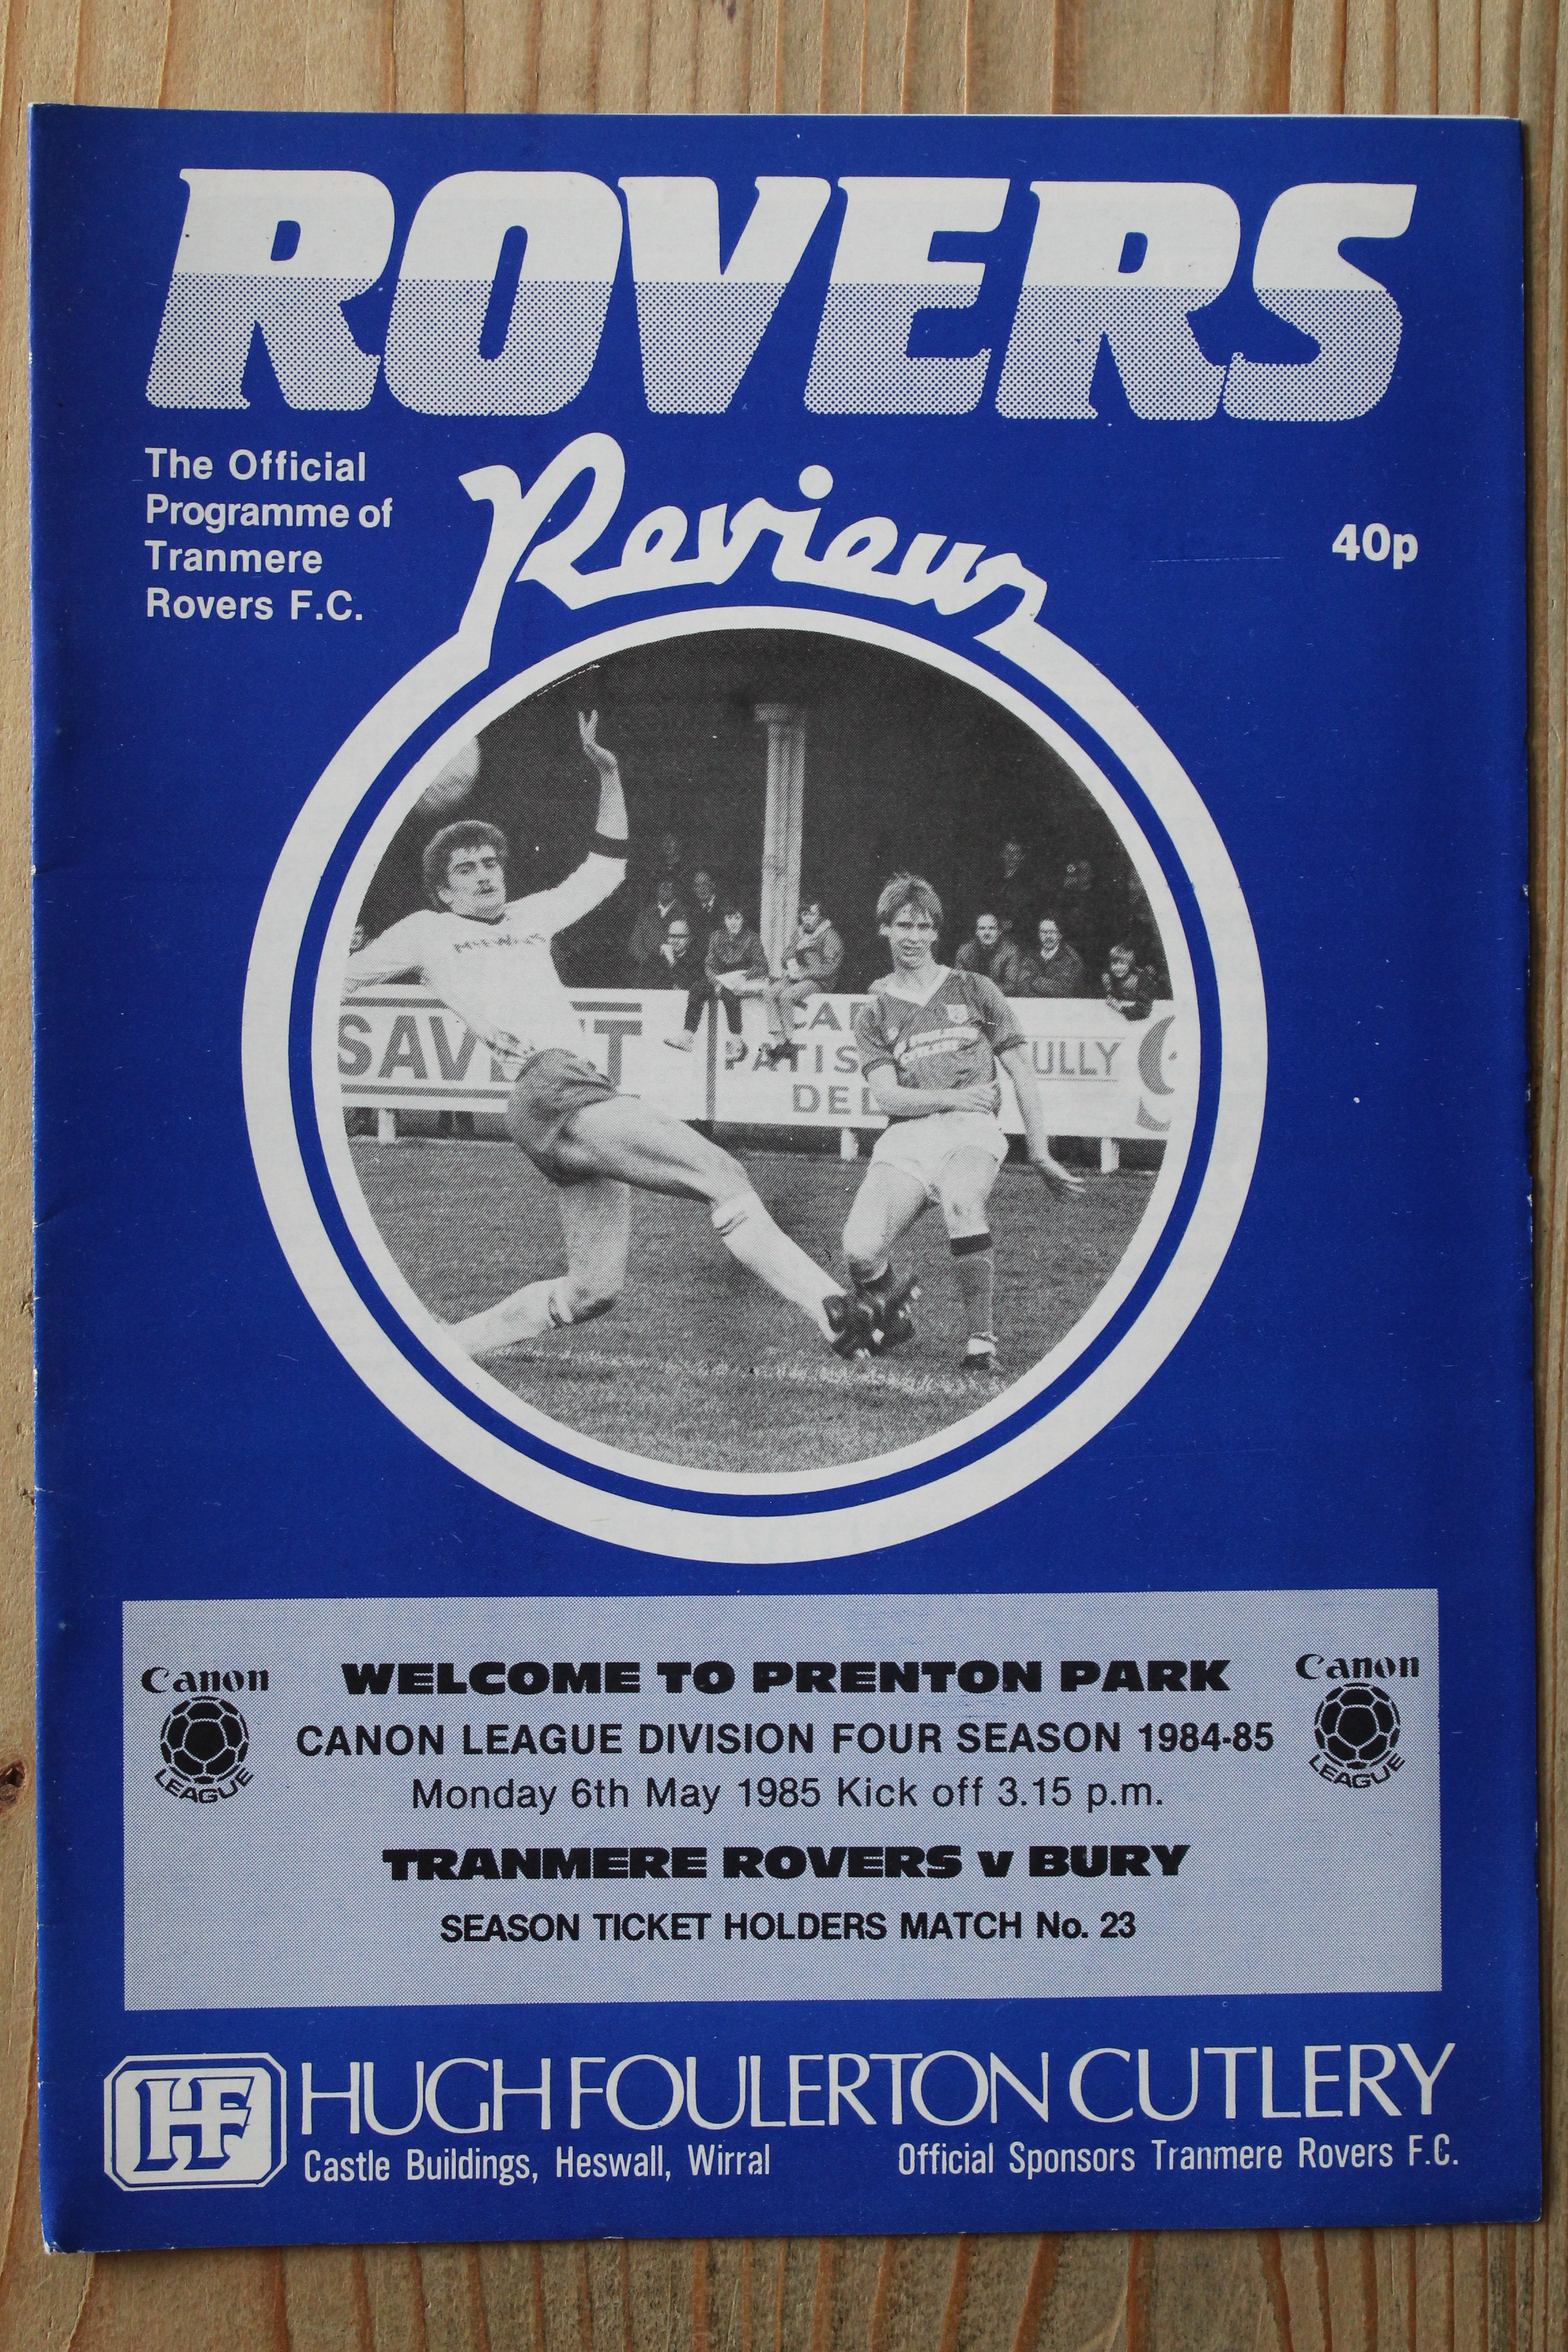 ROVERS
Review
The Official
Programme of
Tranmere
Rovers F.C.
40p
McEWAN'S
SAV
T
CA
PATIS
DEL
ULLY
WELCOME TO PRENTON PARK
Canon
LEAGUE
Canon
LEAGUE
CANON LEAGUE DIVISION FOUR SEASON 1984-85
Monday 6th May 1985 Kick off 3.15 p.m.
TRANMERE ROVERS v BURY
SEASON TICKET HOLDERS MATCH No. 23
HF
HUGH FOULERTON CUTLERY
Castle Buildings, Heswall, Wirral
Official Sponsors Tranmere Rovers F.C.